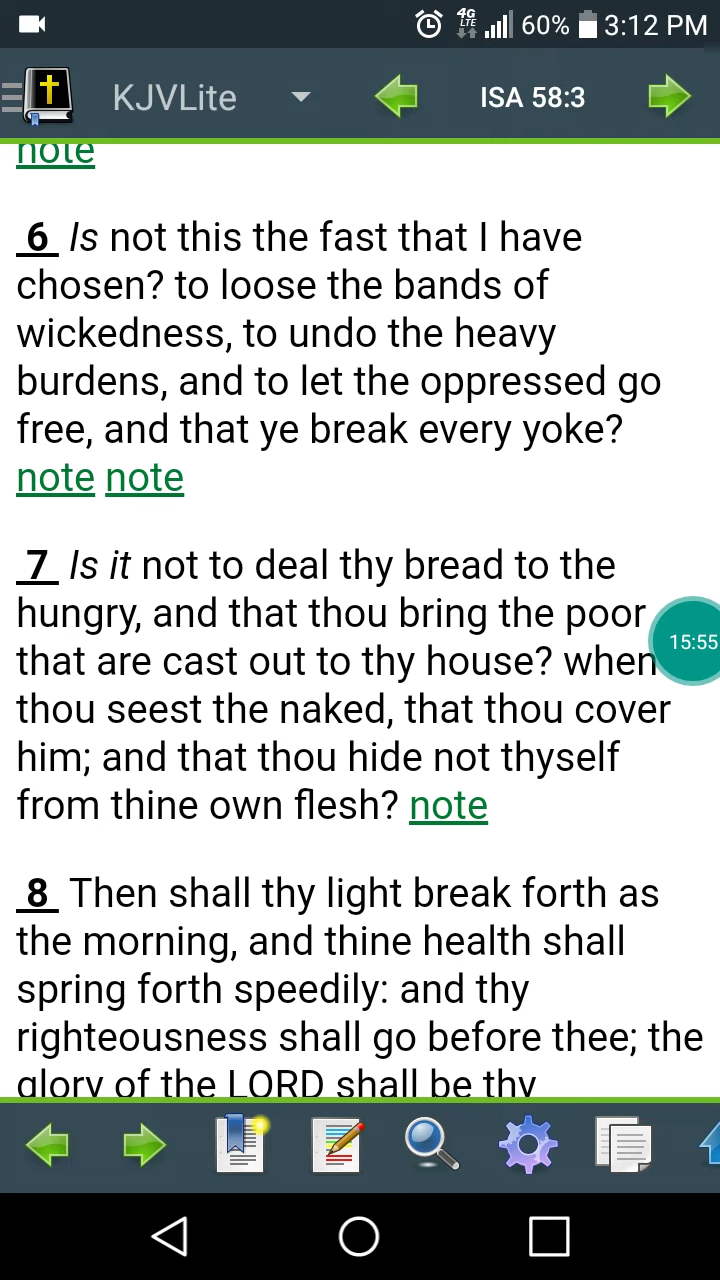 4G LTE 60% 3:12 PM
KJVLite ISA 58:3
note
6 Is not this the fast that I have
chosen? to loose the bands of
wickedness, to undo the heavy
burdens, and to let the oppressed go
free, and that ye break every yoke?
note note
7 Is it not to deal thy bread to the
hungry, and that thou bring the poor
that are cast out to thy house? when
15:55
thou seest the naked, that thou cover
him; and that thou hide not thyself
from thine own flesh? note
8 Then shall thy light break forth as
the morning, and thine health shall
spring forth speedily: and thy
righteousness shall go before thee; the
glory of the LORD shall be thy